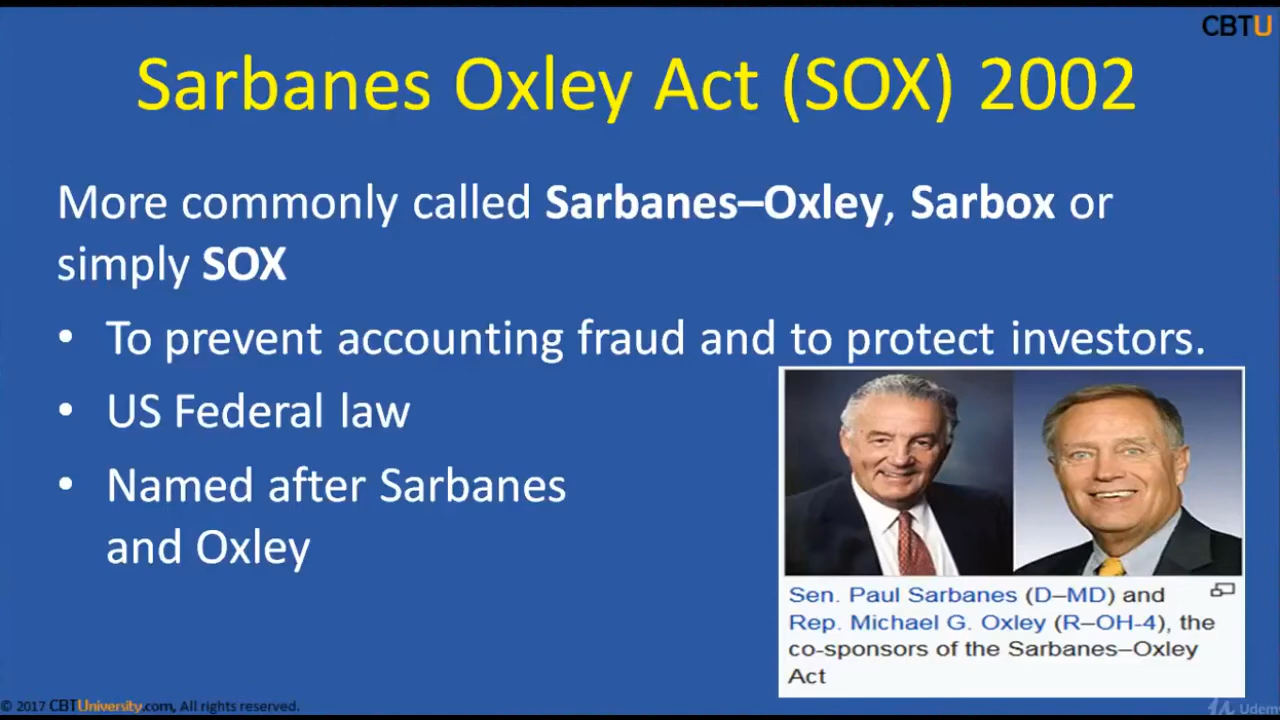 CBTU
Sarbanes Oxley Act (SOX) 2002
More commonly called Sarbanes–Oxley, Sarbox or
simply SOX
• To prevent accounting fraud and to protect investors.
• US Federal law
• Named after Sarbanes
and Oxley
Sen. Paul Sarbanes (D–MD) and
Rep. Michael G. Oxley (R–OH-4), the
co-sponsors of the Sarbanes–Oxley
Act
© 2017 CBTUniversity.com, All rights reserved.